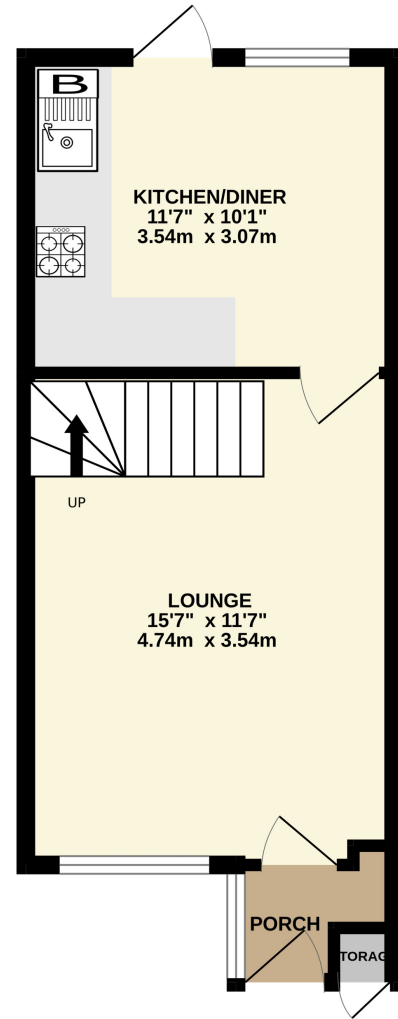 B
KITCHEN/DINER
11'7" x 10'1"
3.54m x 3.07m
UP
LOUNGE
15'7" x 11'7"
4.74m x 3.54m
PORCH
TORAG